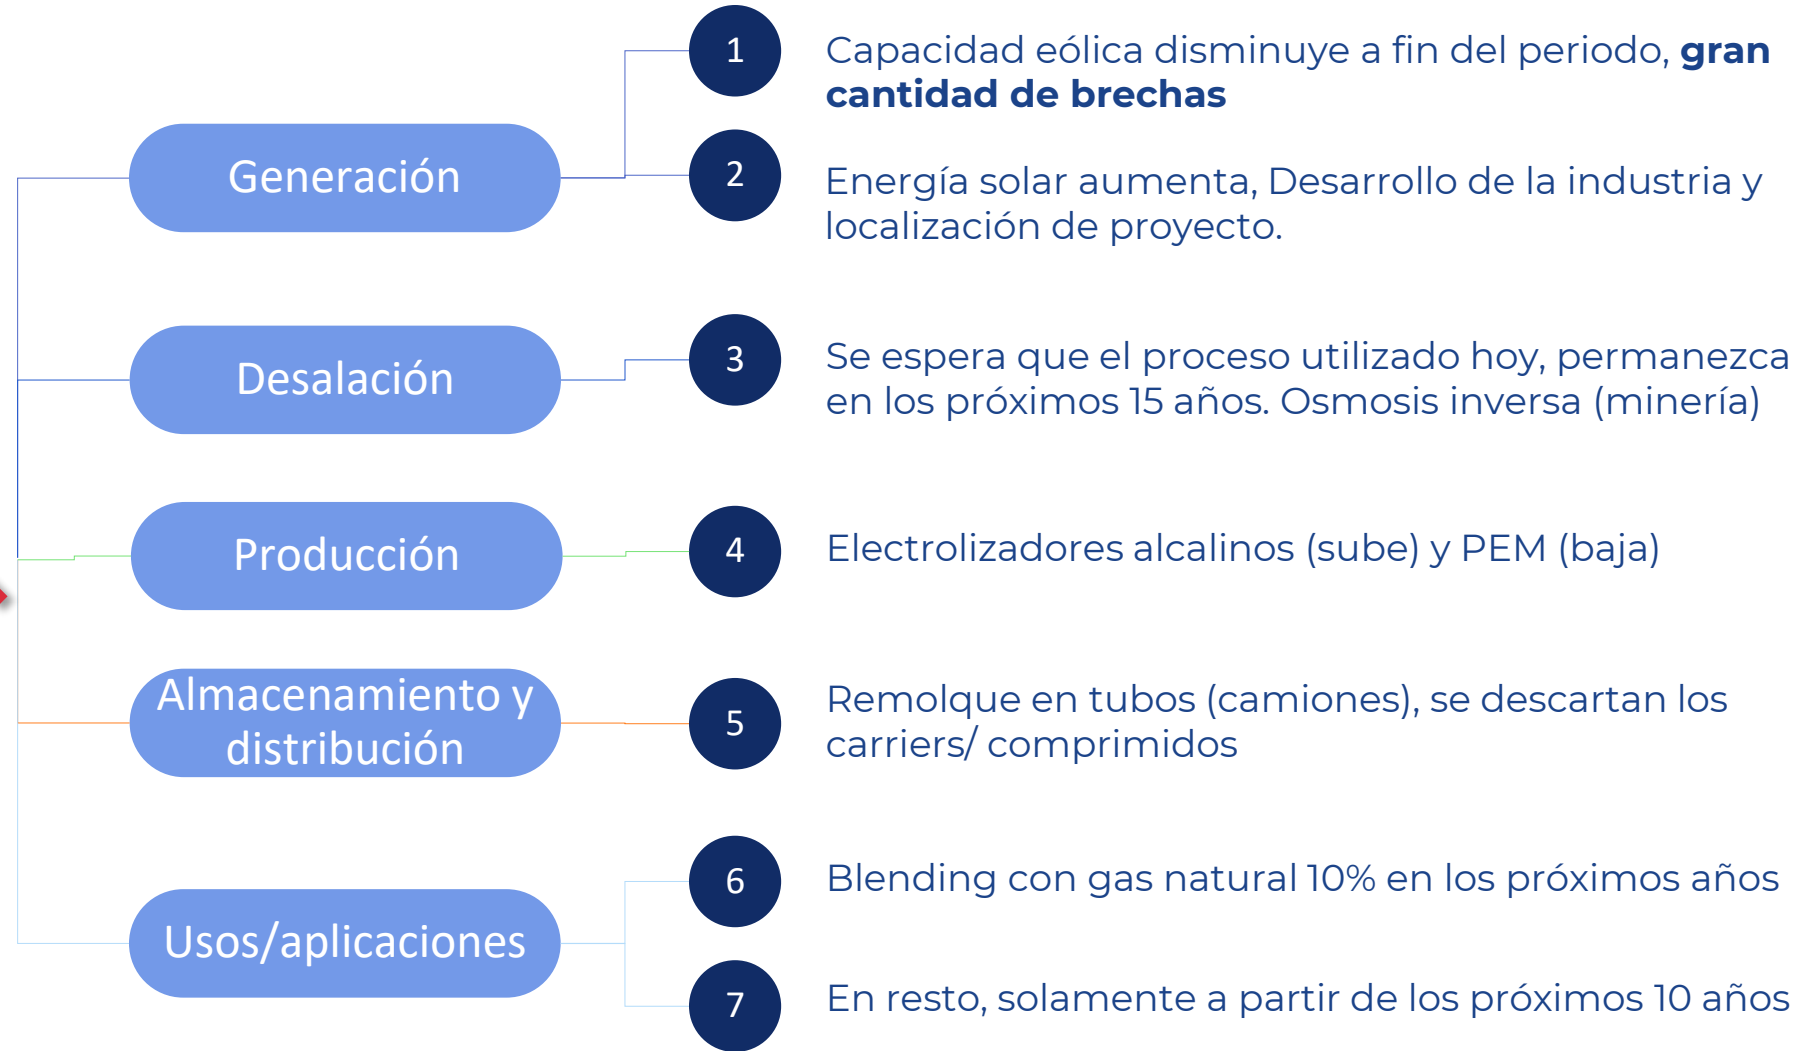 Generación
1
Capacidad eólica disminuye a fin del periodo, gran
cantidad de brechas
2
Energía solar aumenta, Desarrollo de la industria y
localización de proyecto.
Desalación
3
Se espera que el proceso utilizado hoy, permanezca
en los próximos 15 años. Osmosis inversa (minería)
Producción
4
Electrolizadores alcalinos (sube) y PEM (baja)
Almacenamiento y
distribución
5
Remolque en tubos (camiones), se descartan los
carriers/ comprimidos
Usos/aplicaciones
6
Blending con gas natural 10% en los próximos años
7
En resto, solamente a partir de los próximos 10 años